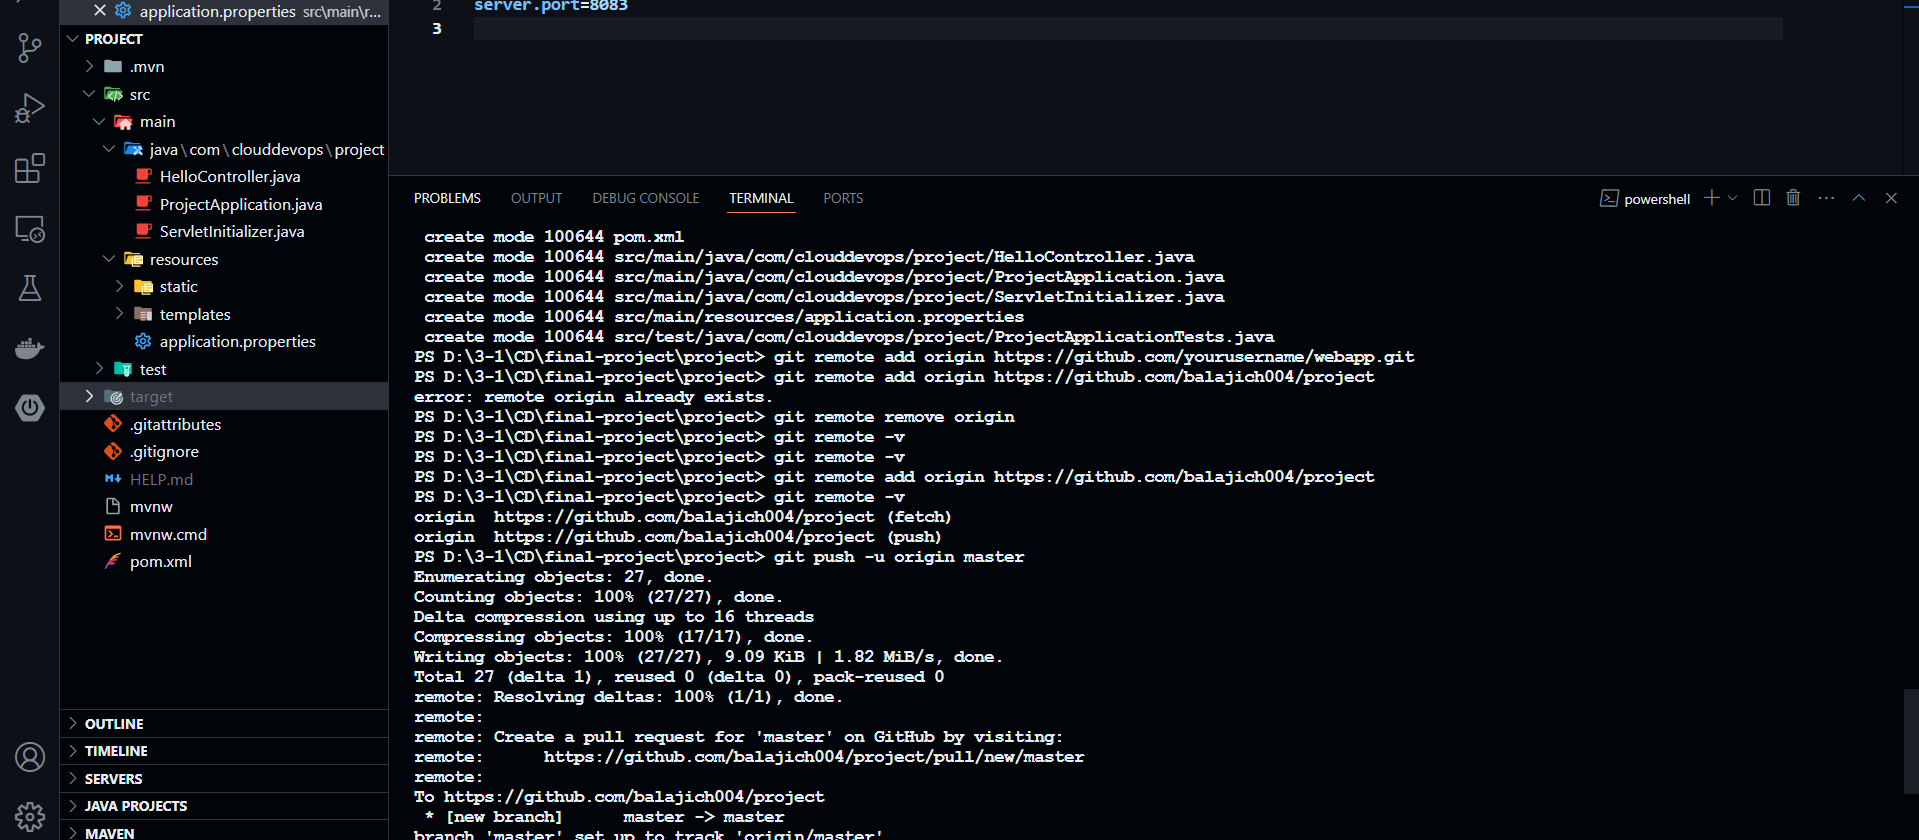 application.properties src\main\r...
PROJECT
.mvn
src
main
java\com\clouddevops\project
HelloController.java
ProjectApplication.java
ServletInitializer.java
resources
static
templates
application.properties
test
target
.gitattributes
.gitignore
HELP.md
mvnw
mvnw.cmd
pom.xml
OUTLINE
TIMELINE
SERVERS
JAVA PROJECTS
MAVEN
2 server.port=8083
3
PROBLEMS OUTPUT DEBUG CONSOLE TERMINAL PORTS
powershell
create mode 100644 pom.xml
create mode 100644 src/main/java/com/clouddevops/project/HelloController.java
create mode 100644 src/main/java/com/clouddevops/project/ProjectApplication.java
create mode 100644 src/main/java/com/clouddevops/project/ServletInitializer.java
create mode 100644 src/main/resources/application.properties
create mode 100644 src/test/java/com/clouddevops/project/ProjectApplicationTests.java
PS D:\3-1\CD\final-project\project> git remote add origin https://github.com/yourusername/webapp.git
PS D:\3-1\CD\final-project\project> git remote add origin https://github.com/balajich004/project
error: remote origin already exists.
PS D:\3-1\CD\final-project\project> git remote remove origin
PS D:\3-1\CD\final-project\project> git remote -v
PS D:\3-1\CD\final-project\project> git remote -v
PS D:\3-1\CD\final-project\project> git remote add origin https://github.com/balajich004/project
PS D:\3-1\CD\final-project\project> git remote -v
origin  https://github.com/balajich004/project (fetch)
origin  https://github.com/balajich004/project (push)
PS D:\3-1\CD\final-project\project> git push -u origin master
Enumerating objects: 27, done.
Counting objects: 100% (27/27), done.
Delta compression using up to 16 threads
Compressing objects: 100% (17/17), done.
Writing objects: 100% (27/27), 9.09 KiB | 1.82 MiB/s, done.
Total 27 (delta 1), reused 0 (delta 0), pack-reused 0
remote: Resolving deltas: 100% (1/1), done.
remote:
remote: Create a pull request for 'master' on GitHub by visiting:
remote:      https://github.com/balajich004/project/pull/new/master
remote:
To https://github.com/balajich004/project
* [new branch]      master -> master
branch 'master' set up to track 'origin/master'